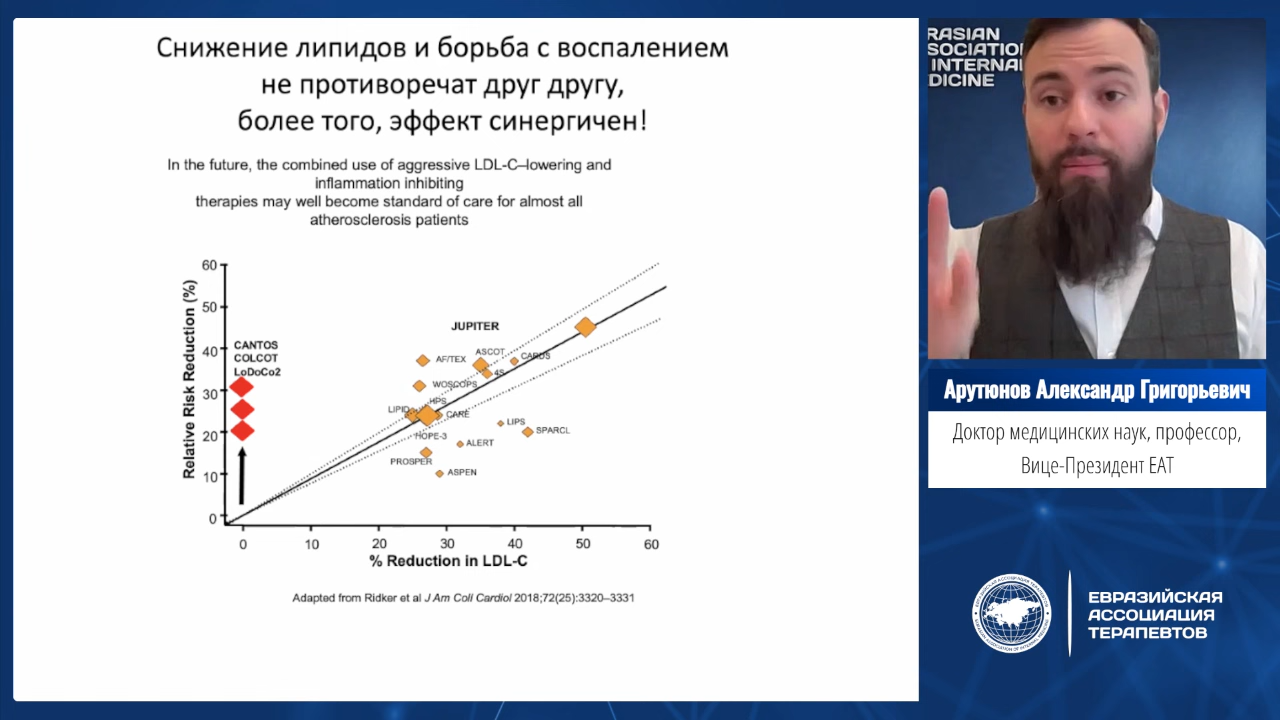 Снижение липидов и борьба с воспалением
не противоречат друг другу,
более того, эффект синергичен!
In the future, the combined use of aggressive LDL-C–lowering and
inflammation inhibiting
therapies may well become standard of care for almost all
atherosclerosis patients
Relative Risk Reduction (%)
60
50
40
30
20
10
0
CANTOS
COLCOT
LoDoCo2
JUPITER
ASCOT
AF/TEX
CARDS
4S
WOSCOPS
HPS
LIPID
CARE
LIPS
SPARCL
HOPE-3
ALERT
PROSPER
ASPEN
0 10 20 30 40 50 60
% Reduction in LDL-C
Adapted from Ridker et al J Am Coll Cardiol 2018;72(25):3320–3331
RASIAN
SOCIATION
INTERNAL
DICINE
Арутюнов Александр Григорьевич
Доктор медицинских наук, профессор,
Вице-Президент ЕАТ
ЕВРАЗИЙСКАЯ
АССОЦИАЦИЯ
ТЕРАПЕВТОВ